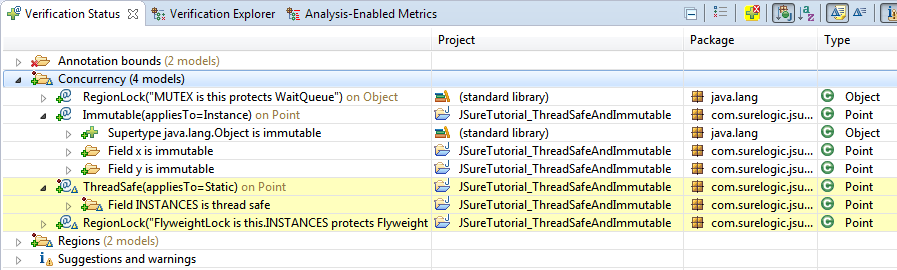 Verification Status Verification Explorer Analysis-Enabled Metrics
Project Package Type
Annotation bounds (2 models)
Concurrency (4 models)
RegionLock("MUTEX is this protects WaitQueue") on Object (standard library) java.lang Object
Immutable(appliesTo=Instance) on Point JSureTutorial_ThreadSafeAndImmutable com.surelogic.jsu... Point
Supertype java.lang.Object is immutable (standard library) java.lang Object
Field x is immutable JSureTutorial_ThreadSafeAndImmutable com.surelogic.jsu... Point
Field y is immutable JSureTutorial_ThreadSafeAndImmutable com.surelogic.jsu... Point
ThreadSafe(appliesTo=Static) on Point JSureTutorial_ThreadSafeAndImmutable com.surelogic.jsu... Point
Field INSTANCES is thread safe JSureTutorial_ThreadSafeAndImmutable com.surelogic.jsu... Point
RegionLock("FlyweightLock is this.INSTANCES protects Flyweight JSureTutorial_ThreadSafeAndImmutable com.surelogic.jsu... Point
Regions (2 models)
Suggestions and warnings